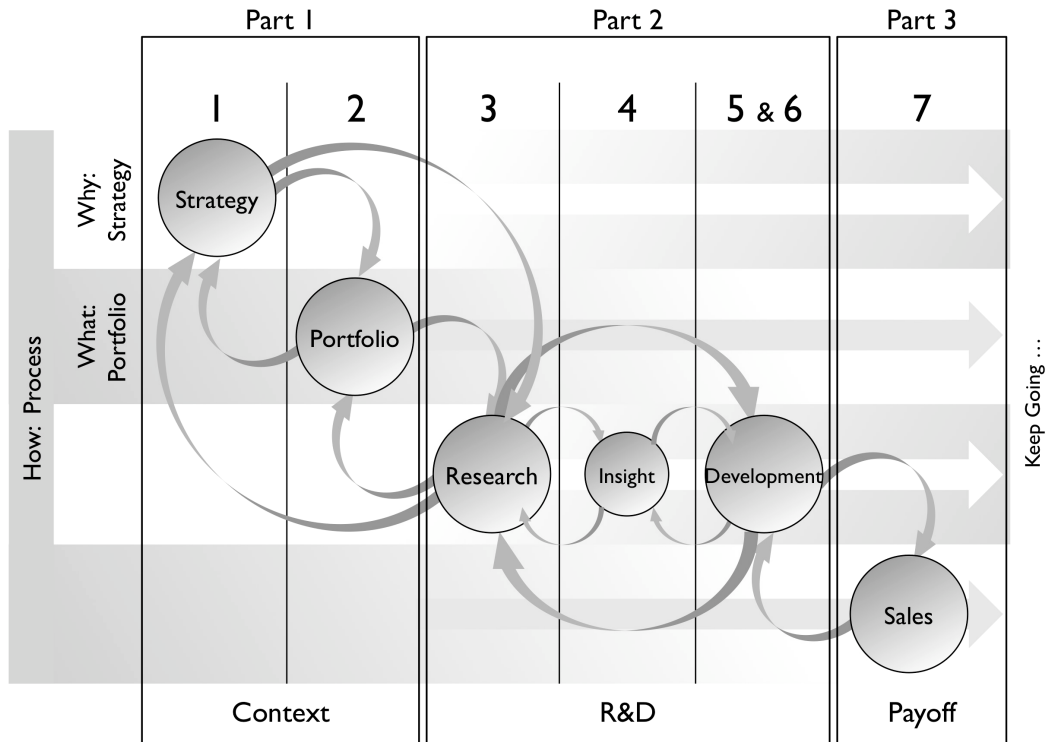 Part 1
Part 2
Part 3
1
2
3
4
5 & 6
7
How: Process
Why:
Strategy
What:
Portfolio
Strategy
Portfolio
Research
Insight
Development
Sales
Keep Going ...
Context
R&D
Payoff